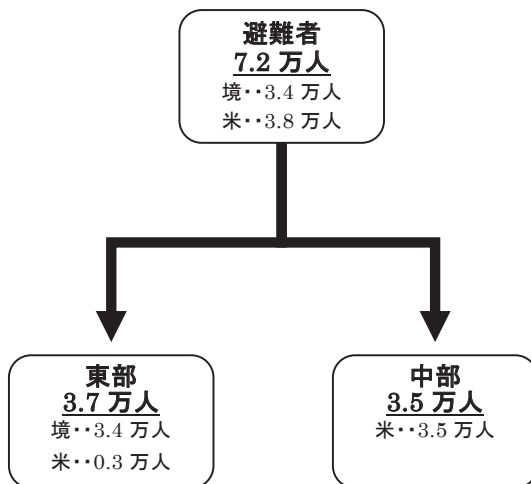 避難者
7.2 万人
境・・3.4 万人
米・・3.8 万人
東部
3.7 万人
境・・3.4 万人
米・・0.3 万人
中部
3.5 万人
米・・3.5 万人